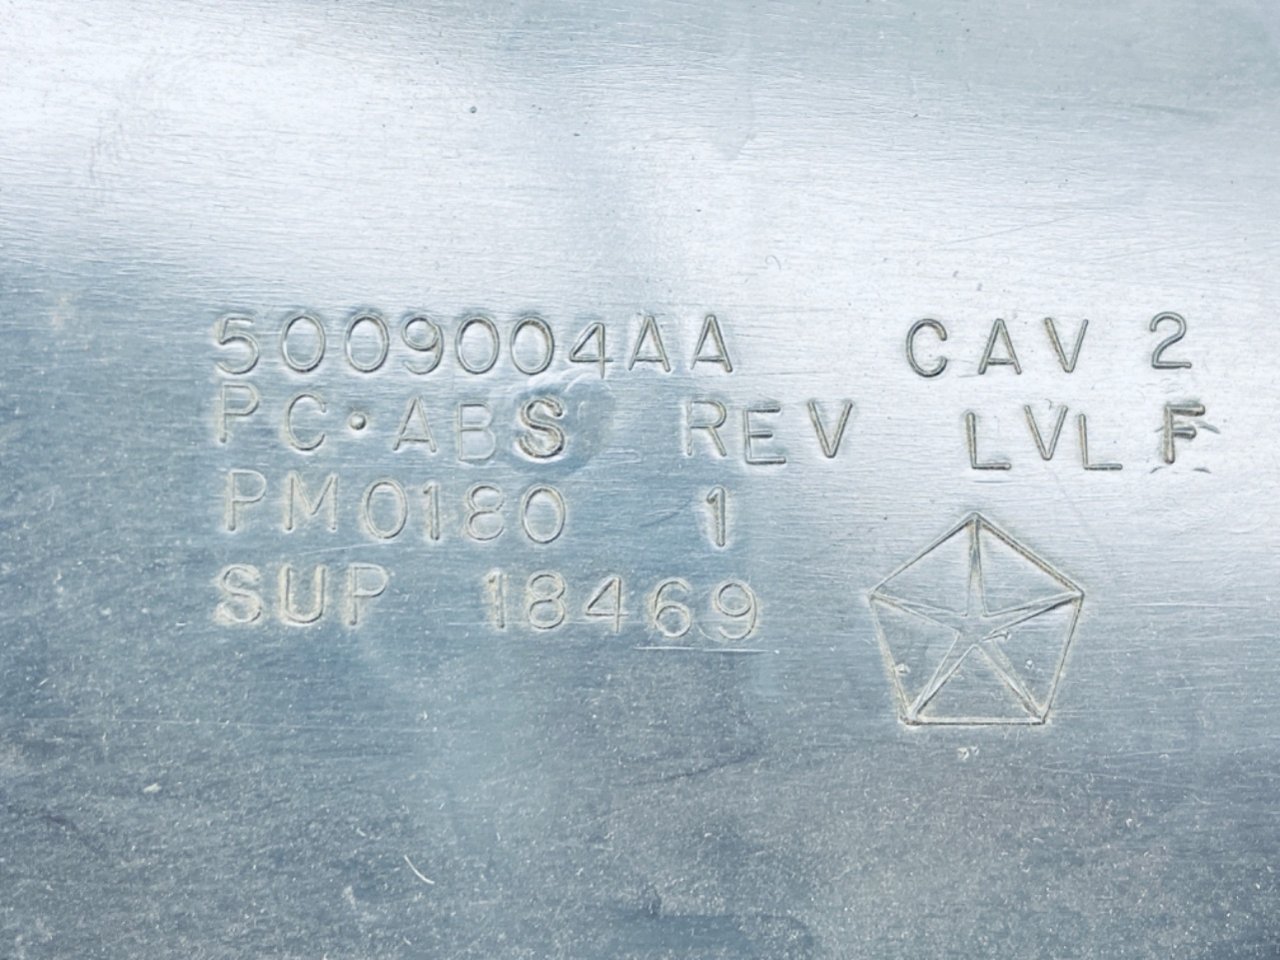 5009004AA CAV 2
PC·ABS REV LVL F
PM0180 1
SUP 18469